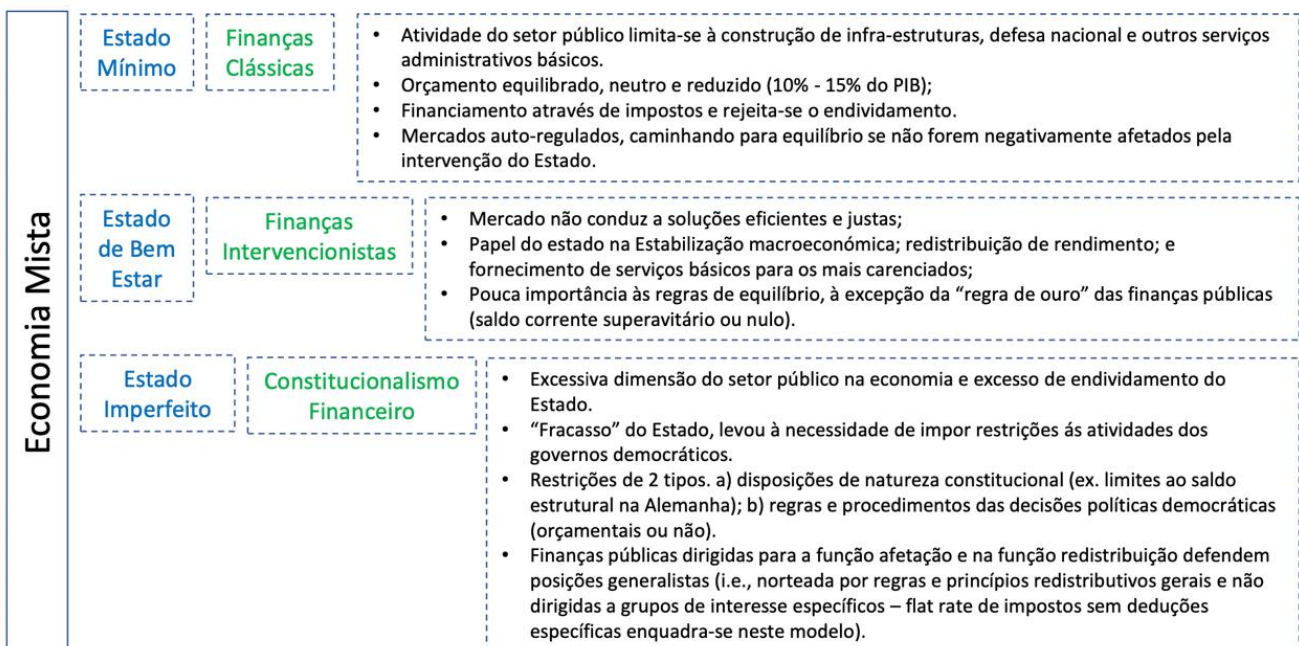 Economia Mista
Estado
Mínimo
Finanças
Clássicas
• Atividade do setor público limita-se à construção de infra-estruturas, defesa nacional e outros serviços
administrativos básicos.
• Orçamento equilibrado, neutro e reduzido (10% - 15% do PIB);
• Financiamento através de impostos e rejeita-se o endividamento.
• Mercados auto-regulados, caminhando para equilíbrio se não forem negativamente afetados pela
intervenção do Estado.
Estado
de Bem
Estar
Finanças
Intervencionistas
• Mercado não conduz a soluções eficientes e justas;
• Papel do estado na Estabilização macroeconómica; redistribuição de rendimento; e
fornecimento de serviços básicos para os mais carenciados;
• Pouca importância às regras de equilíbrio, à excepção da “regra de ouro” das finanças públicas
(saldo corrente superavitário ou nulo).
Estado
Imperfeito
Constitucionalismo
Financeiro
• Excessiva dimensão do setor público na economia e excesso de endividamento do
Estado.
• “Fracasso” do Estado, levou à necessidade de impor restrições ás atividades dos
governos democráticos.
• Restrições de 2 tipos. a) disposições de natureza constitucional (ex. limites ao saldo
estrutural na Alemanha); b) regras e procedimentos das decisões políticas democráticas
(orçamentais ou não).
• Finanças públicas dirigidas para a função afetação e na função redistribuição defendem
posições generalistas (i.e., norteada por regras e princípios redistributivos gerais e não
dirigidas a grupos de interesse específicos – flat rate de impostos sem deduções
específicas enquadra-se neste modelo).